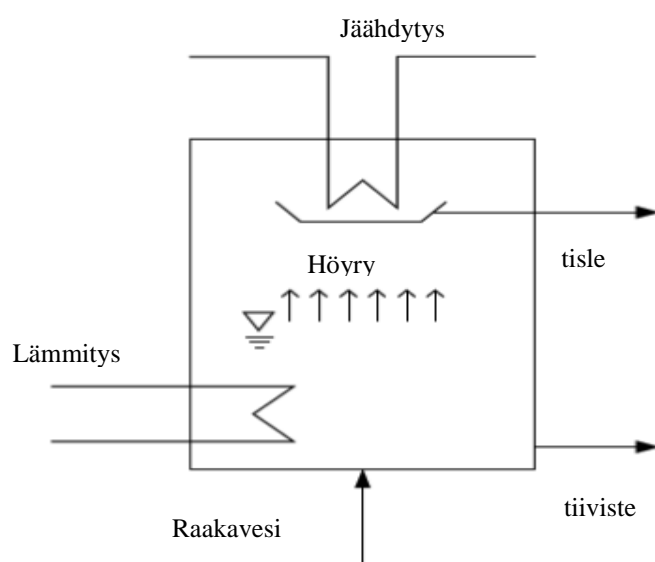 Jäähdytys
Höyry
tisle
Lämmitys
tiiviste
Raakavesi